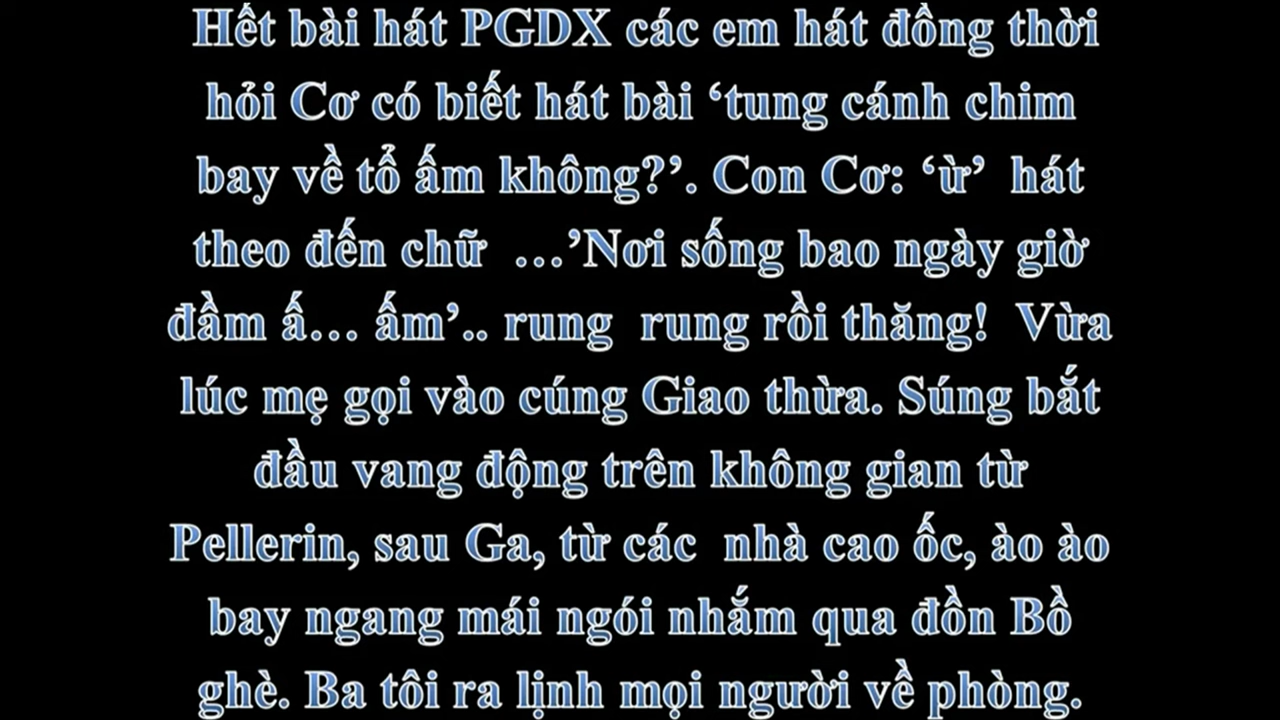 Hết bài hát PGDX các em hát đồng thời
hỏi Cơ có biết hát bài ‘tung cánh chim
bay về tổ ấm không?’. Con Cơ: ‘ừ’ hát
theo đến chữ …’Nơi sống bao ngày giờ
đầm ấ… ấm’.. rung rung rồi thăng! Vừa
lúc mẹ gọi vào cúng Giao thừa. Súng bắt
đầu vang động trên không gian từ
Pellerin, sau Ga, từ các nhà cao ốc, ào ào
bay ngang mái ngói nhắm qua đồn Bồ
ghè. Ba tôi ra lịnh mọi người về phòng.